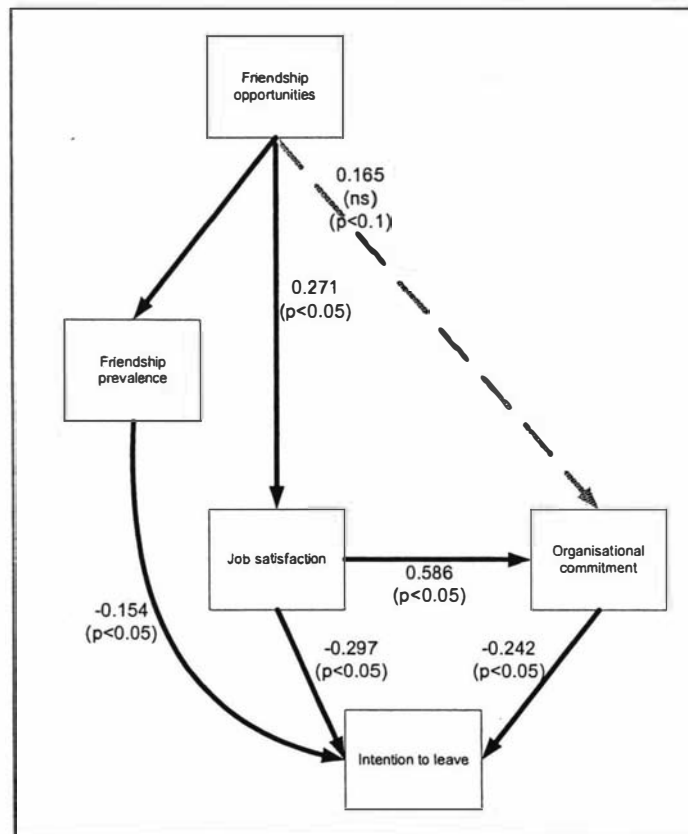 Friendship
opportunities
0.165
(ns)
(p<0.1)
0.271
(p<0.05)
Friendship
prevalence
Job satisfaction
Organisational
commitment
0.586
(p<0.05)
-0.154
(p<0.05)
-0.297
(p<0.05)
-0.242
(p<0.05)
Intention to leave